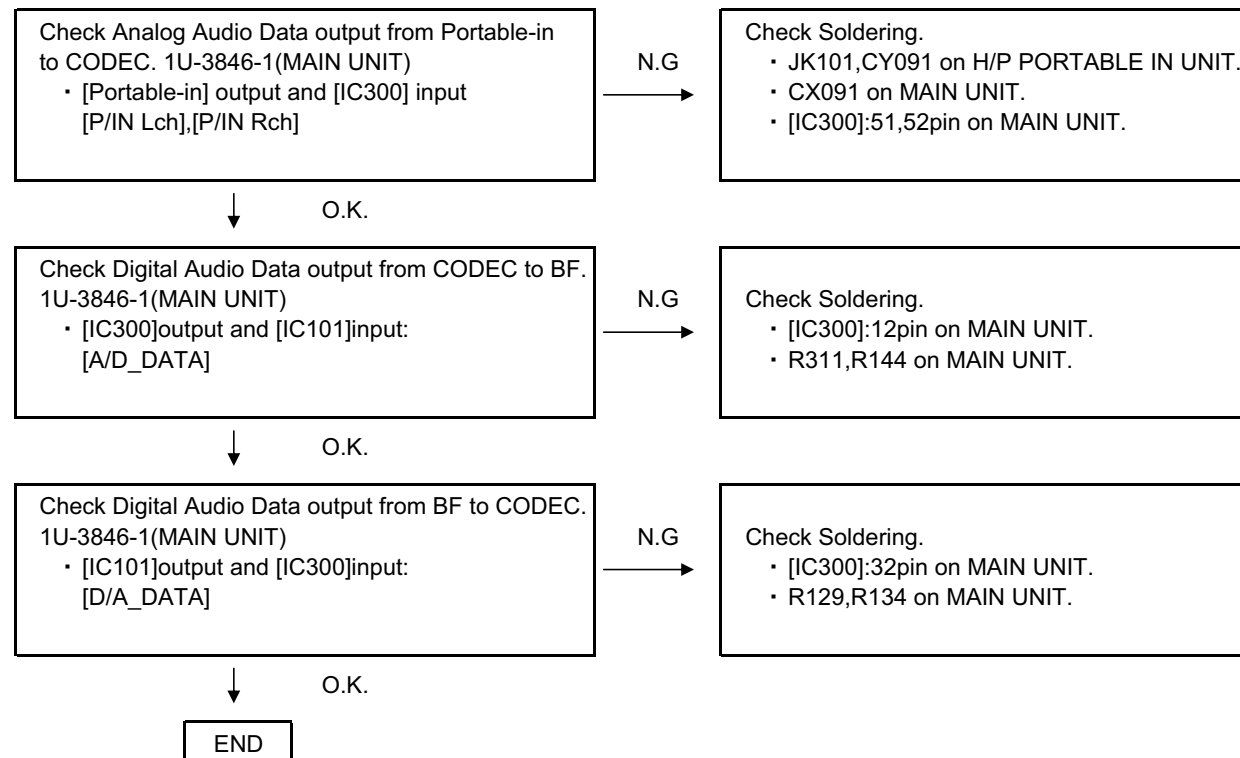 Check Analog Audio Data output from Portable-in
to CODEC. 1U-3846-1(MAIN UNIT)
・[Portable-in] output and [IC300] input
[P/IN Lch],[P/IN Rch]
N.G
Check Soldering.
・JK101,CY091 on H/P PORTABLE IN UNIT.
・CX091 on MAIN UNIT.
・[IC300]:51,52pin on MAIN UNIT.
O.K.
Check Digital Audio Data output from CODEC to BF.
1U-3846-1(MAIN UNIT)
・[IC300]output and [IC101]input:
[A/D_DATA]
N.G
Check Soldering.
・[IC300]:12pin on MAIN UNIT.
・R311,R144 on MAIN UNIT.
O.K.
Check Digital Audio Data output from BF to CODEC.
1U-3846-1(MAIN UNIT)
・[IC101]output and [IC300]input:
[D/A_DATA]
N.G
Check Soldering.
・[IC300]:32pin on MAIN UNIT.
・R129,R134 on MAIN UNIT.
O.K.
END